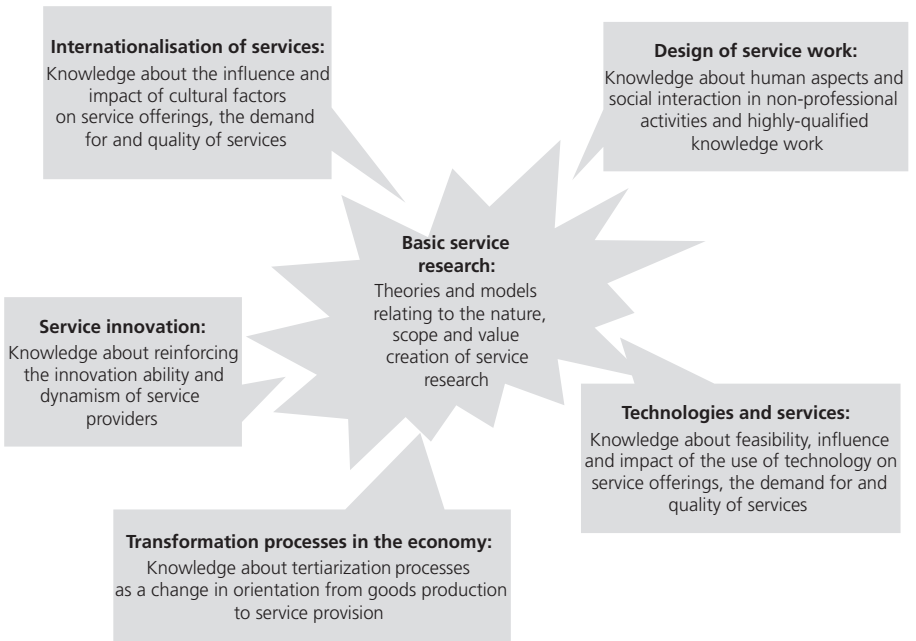 Internationalisation of services:
Knowledge about the influence and
impact of cultural factors
on service offerings, the demand
for and quality of services
Design of service work:
Knowledge about human aspects and
social interaction in non-professional
activities and highly-qualified
knowledge work
Basic service
research:
Theories and models
relating to the nature,
scope and value
creation of service
research
Service innovation:
Knowledge about reinforcing
the innovation ability and
dynamism of service
providers
Technologies and services:
Knowledge about feasibility, influence
and impact of the use of technology on
service offerings, the demand for and
quality of services
Transformation processes in the economy:
Knowledge about tertiarization processes
as a change in orientation from goods production
to service provision